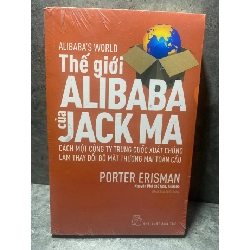 ALIBABA'S WORLD
Thế giới
ALIBABA
của
JACK MA
CÁCH MỘT CÔNG TY TRUNG QUỐC XUẤT CHÚNG
LÀM THAY ĐỔI BỘ MẶT THƯƠNG MẠI TOÀN CẦU
PORTER ERISMAN